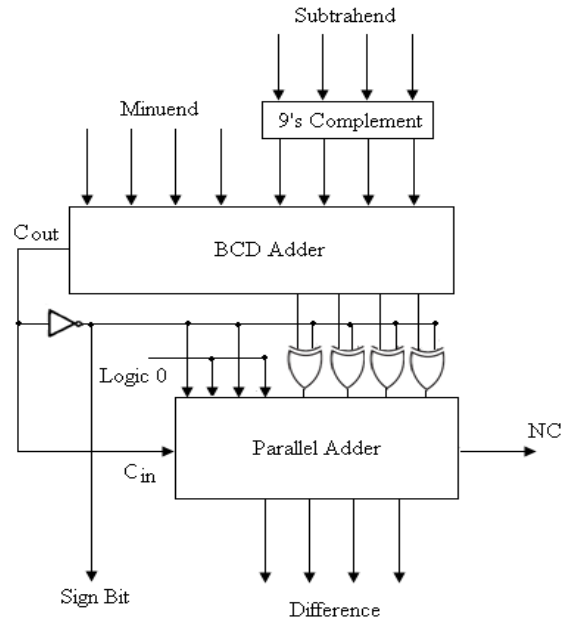 Subtrahend
Minuend
9's Complement
Cout
BCD Adder
Logic 0
NC
Parallel Adder
Cin
Sign Bit
Difference